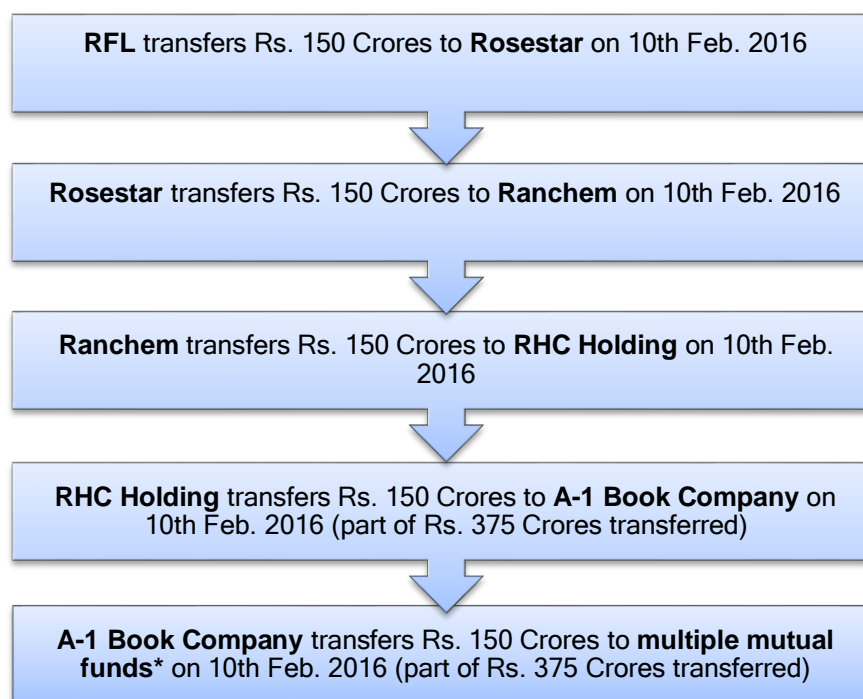 RFL transfers Rs. 150 Crores to Rosestar on 10th Feb. 2016
Rosestar transfers Rs. 150 Crores to Ranchem on 10th Feb. 2016
Ranchem transfers Rs. 150 Crores to RHC Holding on 10th Feb.
2016
RHC Holding transfers Rs. 150 Crores to A-1 Book Company on
10th Feb. 2016 (part of Rs. 375 Crores transferred)
A-1 Book Company transfers Rs. 150 Crores to multiple mutual
funds* on 10th Feb. 2016 (part of Rs. 375 Crores transferred)